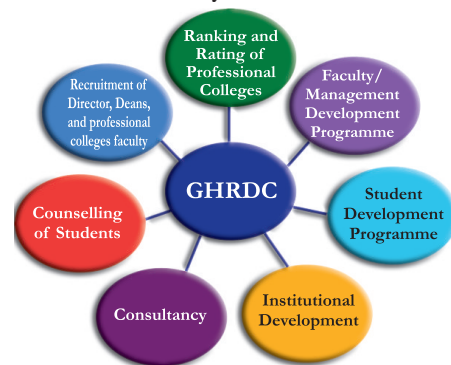 Ranking and
Rating of
Professional
Colleges
Faculty/
Management
Development
Programme
Student
Development
Programme
Institutional
Development
Consultancy
Counselling
of Students
Recruitment of
Director, Deans,
and professional
colleges faculty
GHRDC